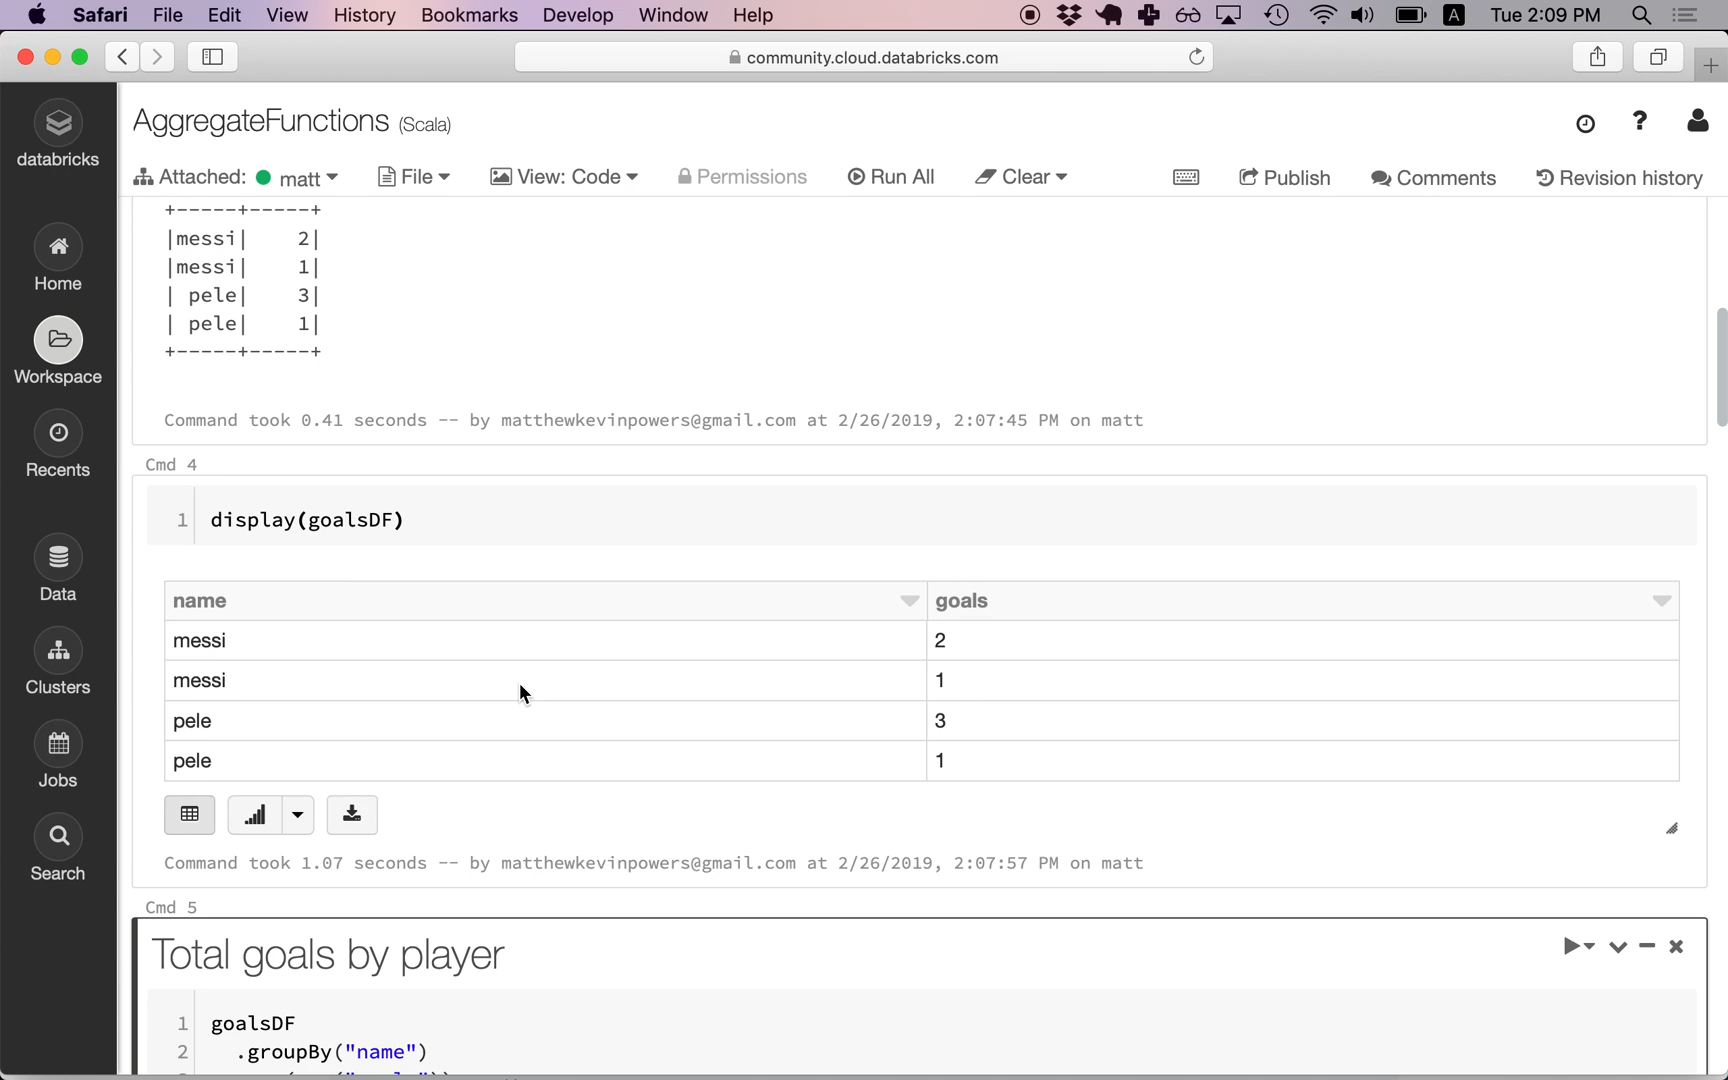 Safari File Edit View History Bookmarks Develop Window Help A Tue 2:09 PM
community.cloud.databricks.com
databricks
Home
Workspace
Recents
Data
Clusters
Jobs
Search
AggregateFunctions (Scala)
Attached: matt File View: Code Permissions Run All Clear Publish Comments Revision history
+-----+-----+
|messi|    2|
|messi|    1|
| pele|    3|
| pele|    1|
+-----+-----+
Command took 0.41 seconds -- by matthewkevinpowers@gmail.com at 2/26/2019, 2:07:45 PM on matt
Cmd 4
1 display(goalsDF)
name goals
messi 2
messi 1
pele 3
pele 1
Command took 1.07 seconds -- by matthewkevinpowers@gmail.com at 2/26/2019, 2:07:57 PM on matt
Cmd 5
Total goals by player
1 goalsDF
2 .groupBy("name")